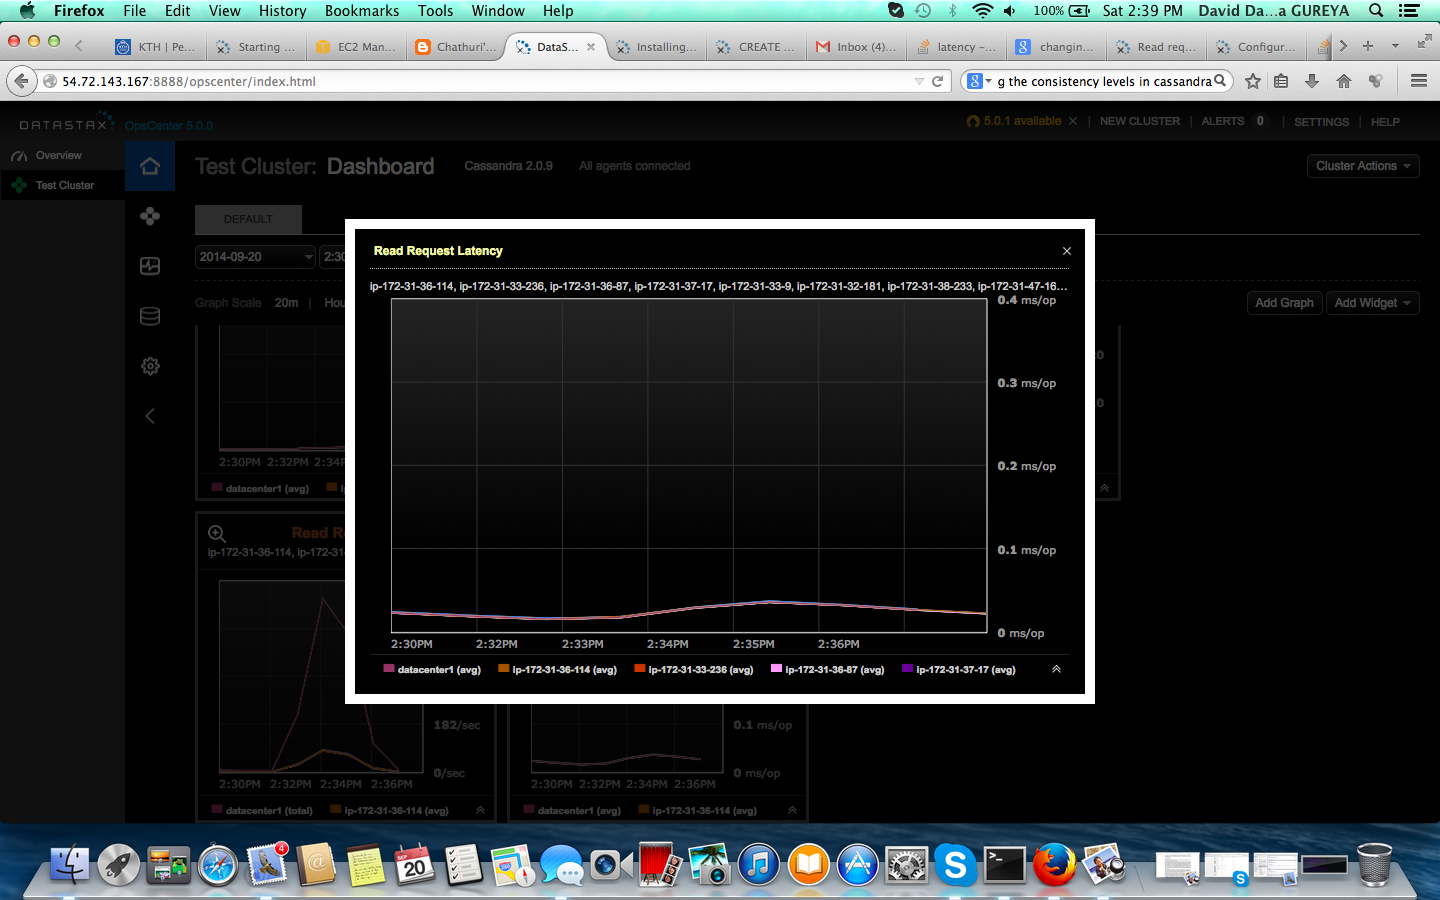 Firefox File Edit View History Bookmarks Tools Window Help 100% Sat 2:39 PM David Da...a GUREYA
KTH | Pe... Starting ... EC2 Man... Chathuri'... DataS... Installing... CREATE ... Inbox (4)... latency –... changin... Read req... Configur...
54.72.143.167:8888/opscenter/index.html g the consistency levels in cassandra
DATASTAX OpsCenter 5.0.0 5.0.1 available NEW CLUSTER ALERTS 0 SETTINGS HELP
Overview
Test Cluster
Test Cluster: Dashboard Cassandra 2.0.9 All agents connected Cluster Actions
DEFAULT
2014-09-20 2:30
Graph Scale 20m Hou
Add Graph Add Widget
Read Request Latency
ip-172-31-36-114, ip-172-31-33-236, ip-172-31-36-87, ip-172-31-37-17, ip-172-31-33-9, ip-172-31-32-181, ip-172-31-38-233, ip-172-31-47-16...
0.4 ms/op
0.3 ms/op
0.2 ms/op
0.1 ms/op
0 ms/op
2:30PM 2:32PM 2:33PM 2:34PM 2:35PM 2:36PM
datacenter1 (avg) ip-172-31-36-114 (avg) ip-172-31-33-236 (avg) ip-172-31-36-87 (avg) ip-172-31-37-17 (avg)
2:30PM 2:32PM 2:34P
datacenter1 (avg)
Read R
ip-172-31-36-114, ip-172-31
182/sec
0/sec
2:30PM 2:32PM 2:34PM 2:36PM
datacenter1 (total) ip-172-31-36-114 (avg)
0.1 ms/op
0 ms/op
2:30PM 2:32PM 2:34PM 2:36PM
datacenter1 (avg) ip-172-31-36-114 (avg)
4
SEP
20